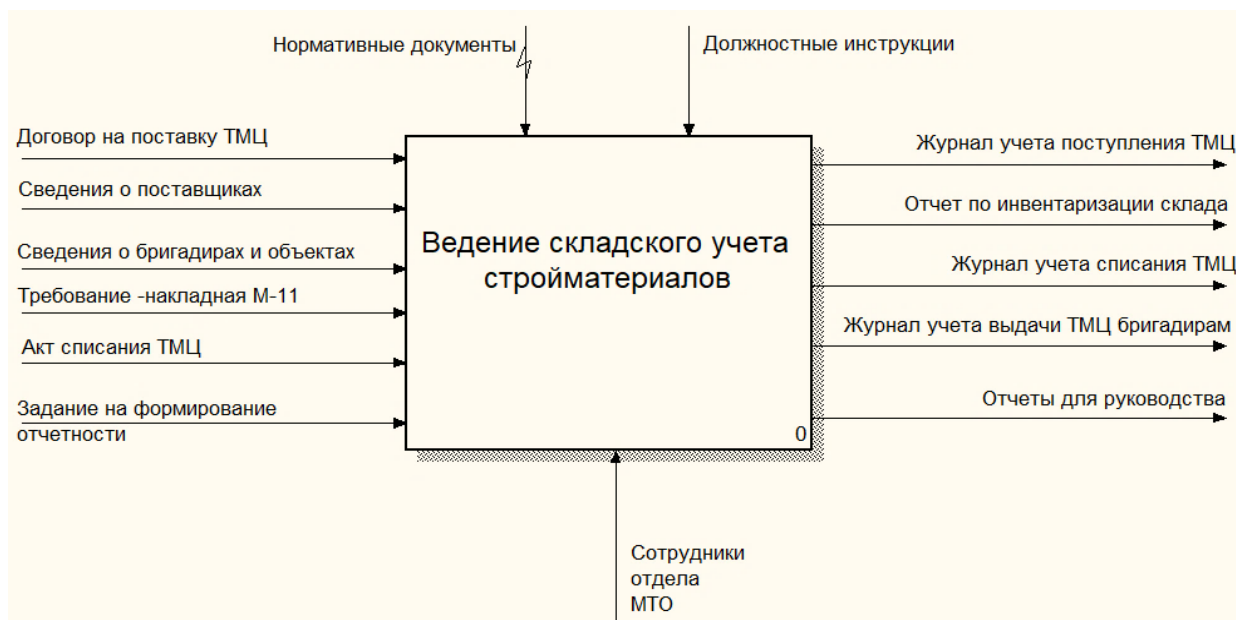 Нормативные документы
Должностные инструкции
Договор на поставку ТМЦ
Сведения о поставщиках
Сведения о бригадирах и объектах
Требование -накладная М-11
Акт списания ТМЦ
Задание на формирование
отчетности
Ведение складского учета
стройматериалов
0
Журнал учета поступления ТМЦ
Отчет по инвентаризации склада
Журнал учета списания ТМЦ
Журнал учета выдачи ТМЦ бригадирам
Отчеты для руководства
Сотрудники
отдела
МТО